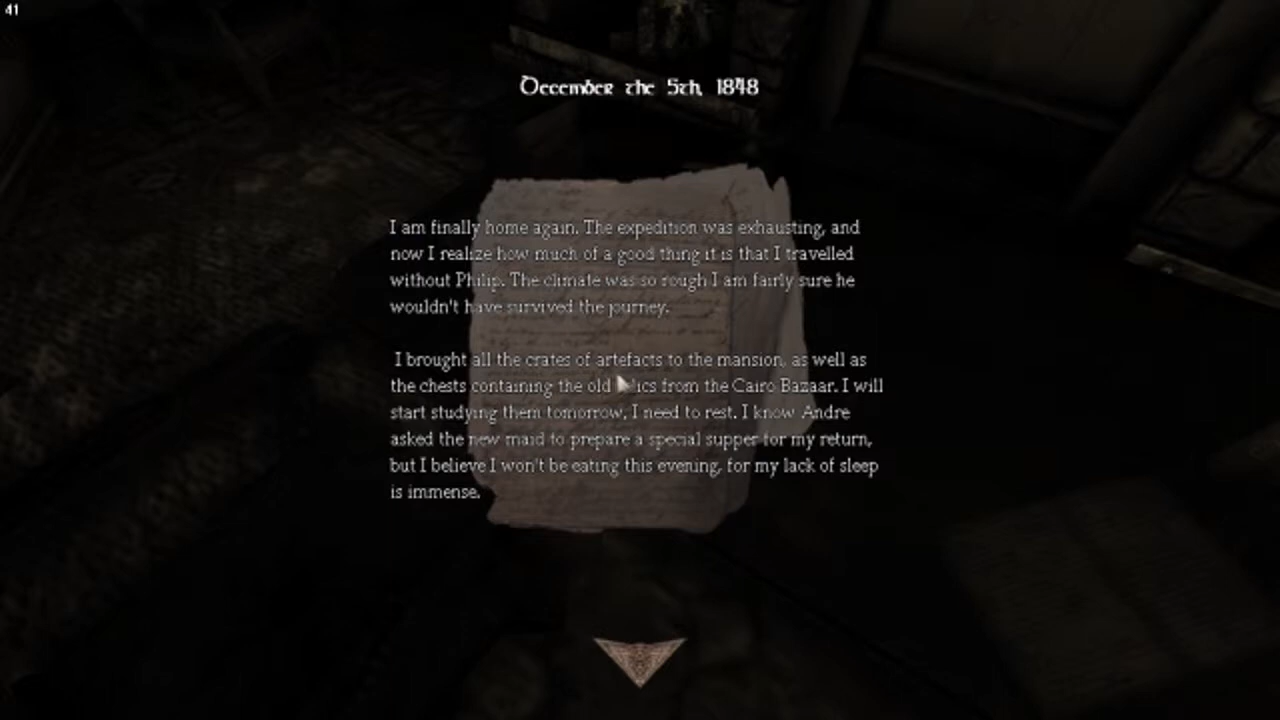 41
December the 5th, 1848
I am finally home again. The expedition was exhausting, and
now I realize how much of a good thing it is that I travelled
without Philip. The climate was so rough I am fairly sure he
wouldn't have survived the journey.
I brought all the crates of artefacts to the mansion, as well as
the chests containing the old relics from the Cairo Bazaar. I will
start studying them tomorrow, I need to rest. I know Andre
asked the new maid to prepare a special supper for my return,
but I believe I won't be eating this evening, for my lack of sleep
is immense.